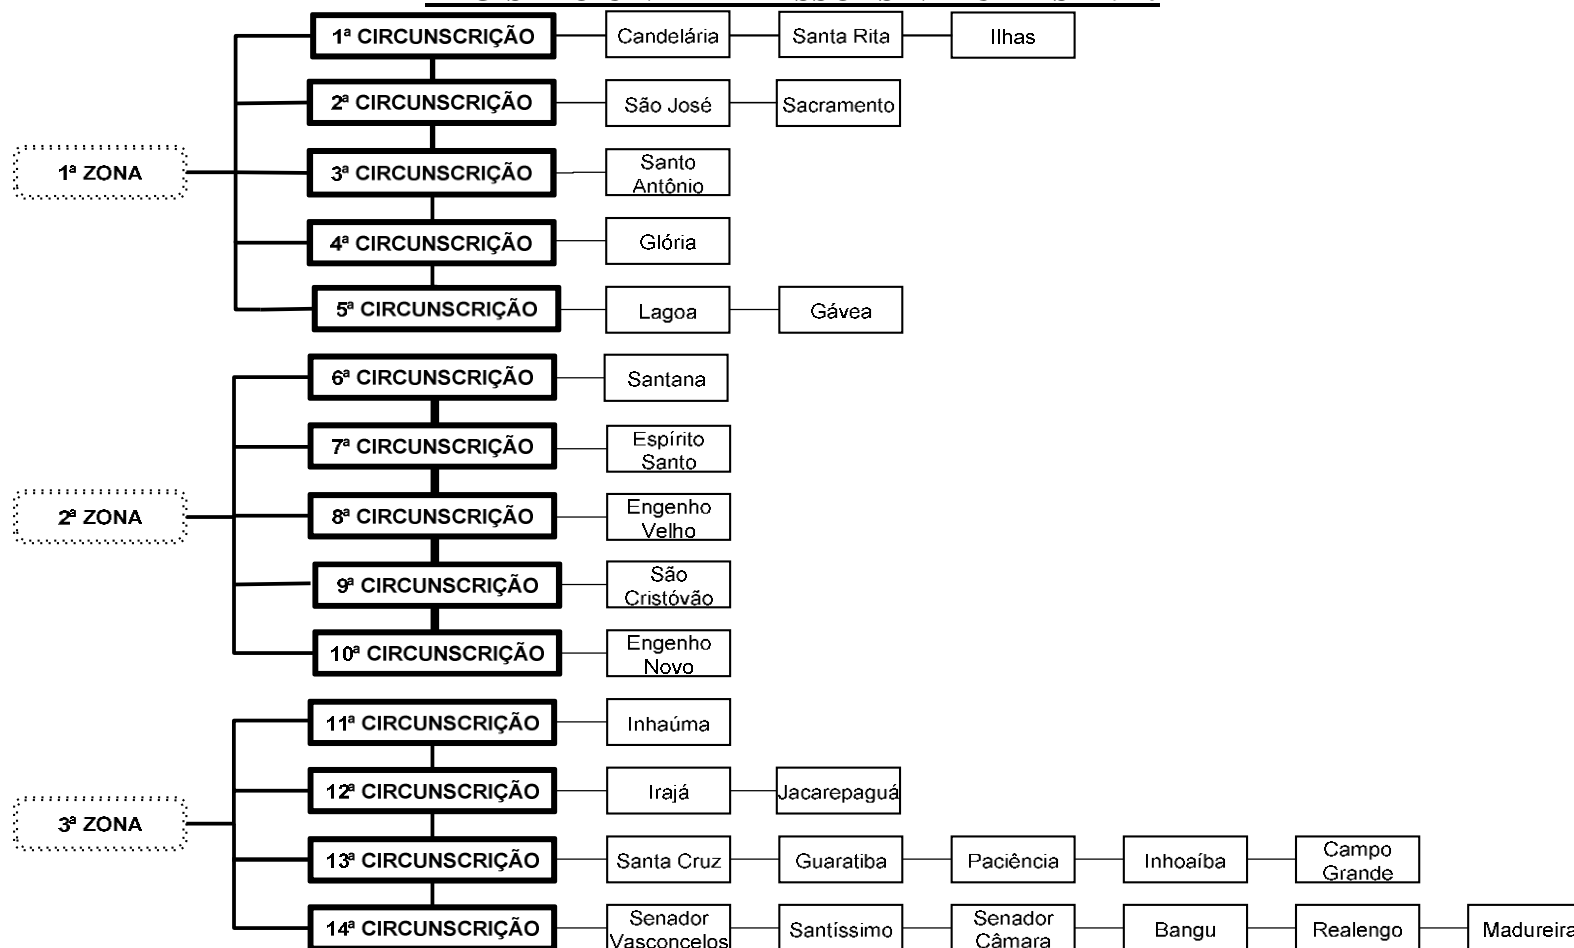 1ª CIRCUNSCRIÇÃO Candelária Santa Rita Ilhas
2ª CIRCUNSCRIÇÃO São José Sacramento
1ª ZONA
3ª CIRCUNSCRIÇÃO
Santo
Antônio
4ª CIRCUNSCRIÇÃO Glória
5ª CIRCUNSCRIÇÃO Lagoa Gávea
6ª CIRCUNSCRIÇÃO Santana
7ª CIRCUNSCRIÇÃO
Espírito
Santo
2ª ZONA
8ª CIRCUNSCRIÇÃO
Engenho
Velho
9ª CIRCUNSCRIÇÃO
São
Cristóvão
10ª CIRCUNSCRIÇÃO
Engenho
Novo
11ª CIRCUNSCRIÇÃO Inhaúma
12ª CIRCUNSCRIÇÃO Irajá Jacarepaguá
3ª ZONA
13ª CIRCUNSCRIÇÃO Santa Cruz Guaratiba Paciência Inhoaíba
Campo
Grande
14ª CIRCUNSCRIÇÃO
Senador
Vasconcelos
Santíssimo
Senador
Câmara
Bangu Realengo Madureira